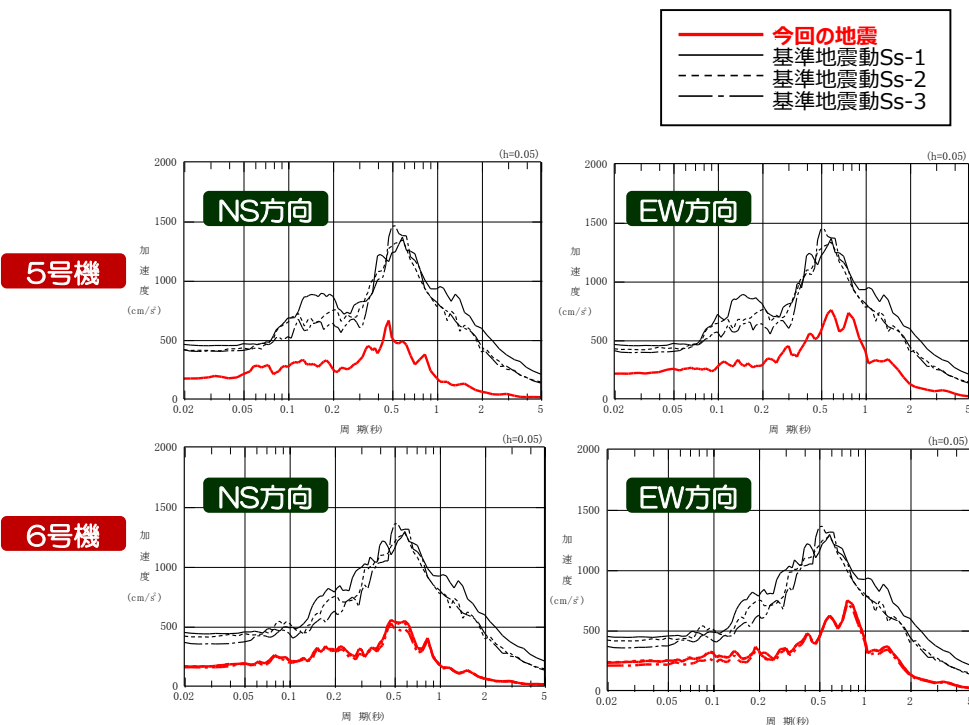 今回の地震
基準地震動Ss-1
基準地震動Ss-2
基準地震動Ss-3
5号機
(h=0.05)
NS方向
2000
1500
1000
500
0
加
速
度
(cm/s²)
0.02 0.05 0.1 0.2 0.5 1 2 5
周 期(秒)
(h=0.05)
EW方向
2000
1500
1000
500
0
加
速
度
(cm/s²)
0.02 0.05 0.1 0.2 0.5 1 2 5
周 期(秒)
6号機
(h=0.05)
NS方向
2000
1500
1000
500
0
加
速
度
(cm/s²)
0.02 0.05 0.1 0.2 0.5 1 2 5
周 期(秒)
(h=0.05)
EW方向
2000
1500
1000
500
0
加
速
度
(cm/s²)
0.02 0.05 0.1 0.2 0.5 1 2 5
周 期(秒)